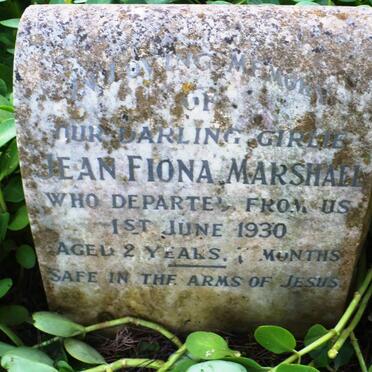 IN LOVING MEMORY
OF
OUR DARLING GIRLIE
JEAN FIONA MARSHALL
WHO DEPARTED FROM US
1ST JUNE 1930
AGED 2 YEARS, MONTHS
SAFE IN THE ARMS OF JESUS.